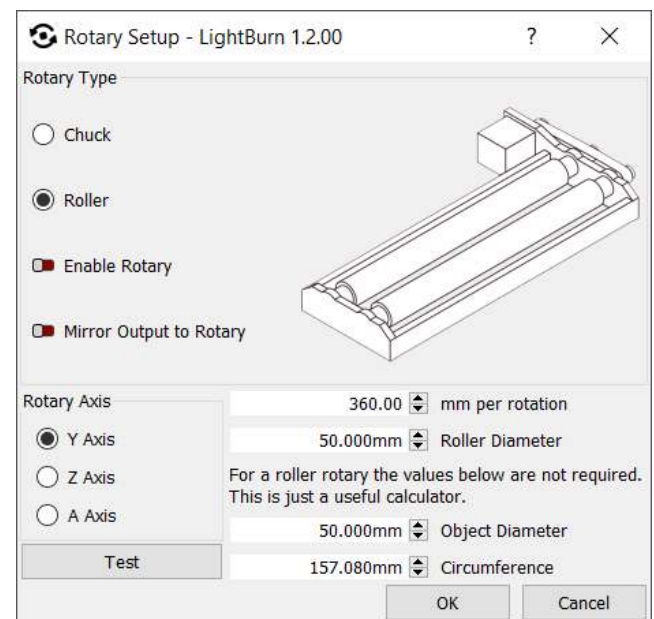 Rotary Setup - LightBurn 1.2.00 ?
Rotary Type
Chuck
Roller
Enable Rotary
Mirror Output to Rotary
Rotary Axis
Y Axis
Z Axis
A Axis
Test
360.00 mm per rotation
50.000mm Roller Diameter
For a roller rotary the values below are not required.
This is just a useful calculator.
50.000mm Object Diameter
157.080mm Circumference
OK Cancel